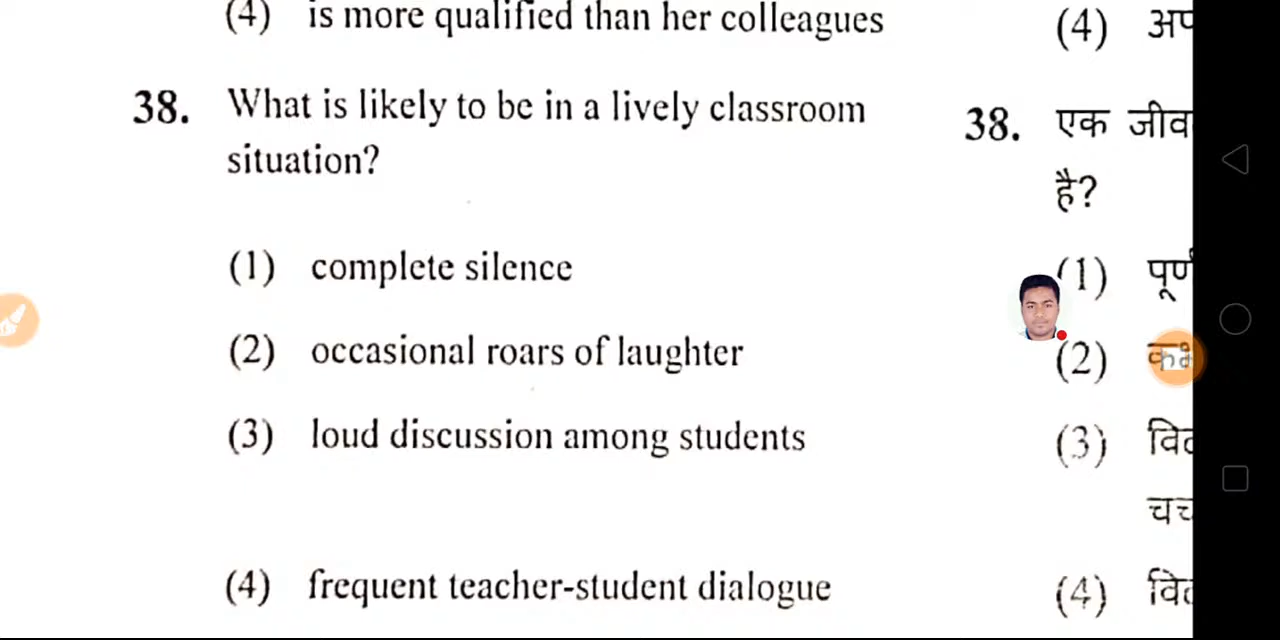 (4) is more qualified than her colleagues
38. What is likely to be in a lively classroom
situation?
(1) complete silence
(2) occasional roars of laughter
(3) loud discussion among students
(4) frequent teacher-student dialogue
(4)
38. एक
है?
(1)
(2)
(3)
(4)